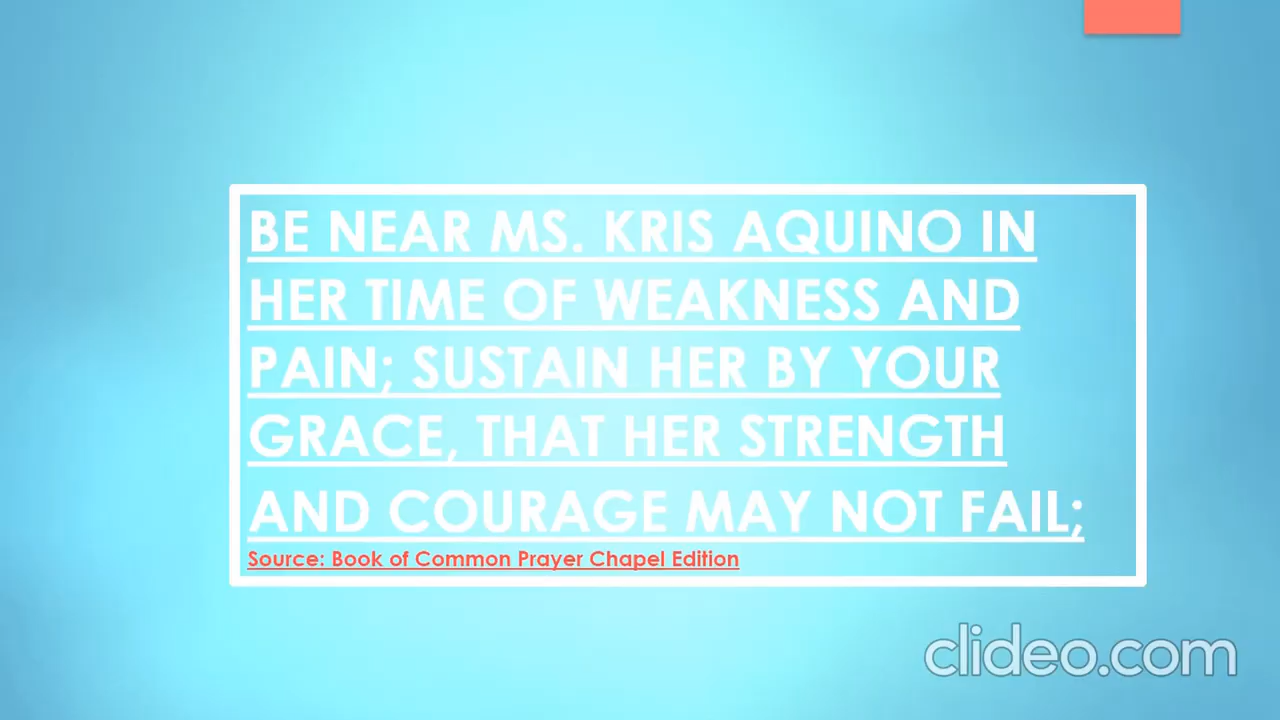 BE NEAR MS. KRIS AQUINO IN
HER TIME OF WEAKNESS AND
PAIN; SUSTAIN HER BY YOUR
GRACE, THAT HER STRENGTH
AND COURAGE MAY NOT FAIL;
Source: Book of Common Prayer Chapel Edition
clideo.com